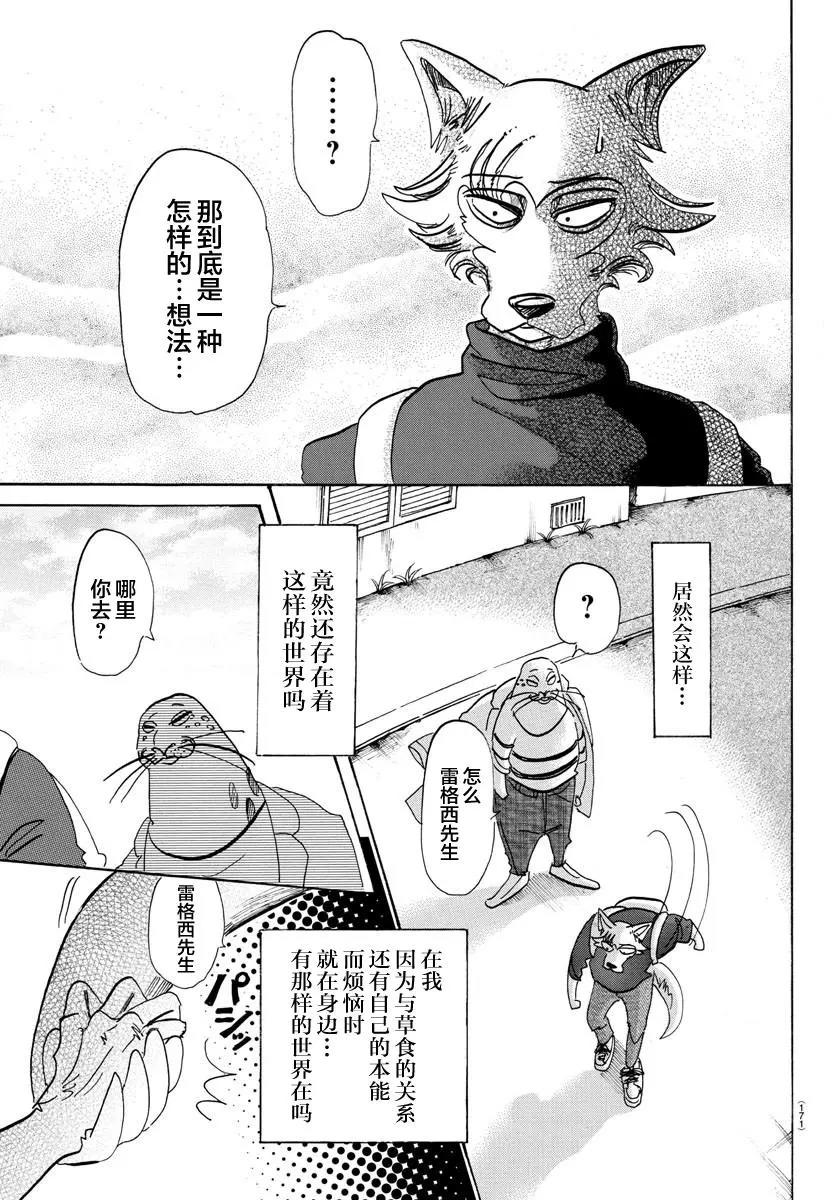 ………?
那到底是一种
怎样的…想法…
居然会这样…
?
怎么
雷格西先生
竟然还存在着
这样的世界吗
哪里
你去?
在我
因为与草食的关系
还有自己的本能
而烦恼时
就在身边…
有那样的世界在吗
雷格西先生
パシッ
(171)